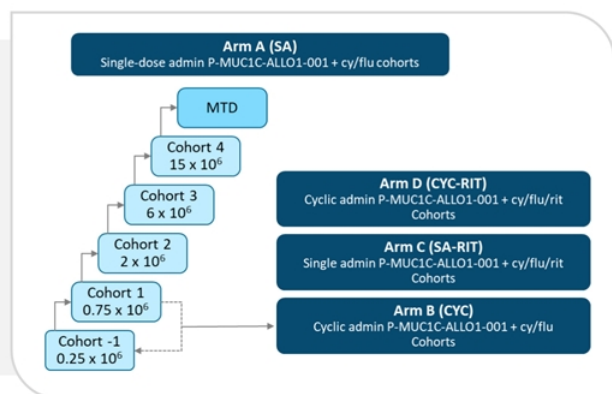 Arm A (SA)
Single-dose admin P-MUC1C-ALLO1-001 + cy/flu cohorts
MTD
Cohort 4
15 x 10⁶
Cohort 3
6 x 10⁶
Cohort 2
2 x 10⁶
Cohort 1
0.75 x 10⁶
Cohort -1
0.25 x 10⁶
Arm D (CYC-RIT)
Cyclic admin P-MUC1C-ALLO1-001 + cy/flu/rit
Cohorts
Arm C (SA-RIT)
Single admin P-MUC1C-ALLO1-001 + cy/flu/rit
Cohorts
Arm B (CYC)
Cyclic admin P-MUC1C-ALLO1-001 + cy/flu
Cohorts